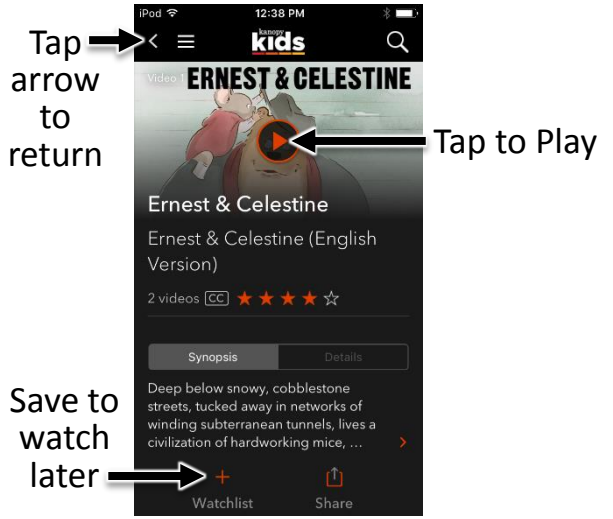 iPod 12:38 PM
Tap
arrow
to
return
kanopy
kids
Video 1
ERNEST & CELESTINE
Tap to Play
Ernest & Celestine
Ernest & Celestine (English
Version)
2 videos CC
Synopsis Details
Deep below snowy, cobblestone
streets, tucked away in networks of
winding subterranean tunnels, lives a
civilization of hardworking mice, ...
Save to
watch
later
Watchlist Share